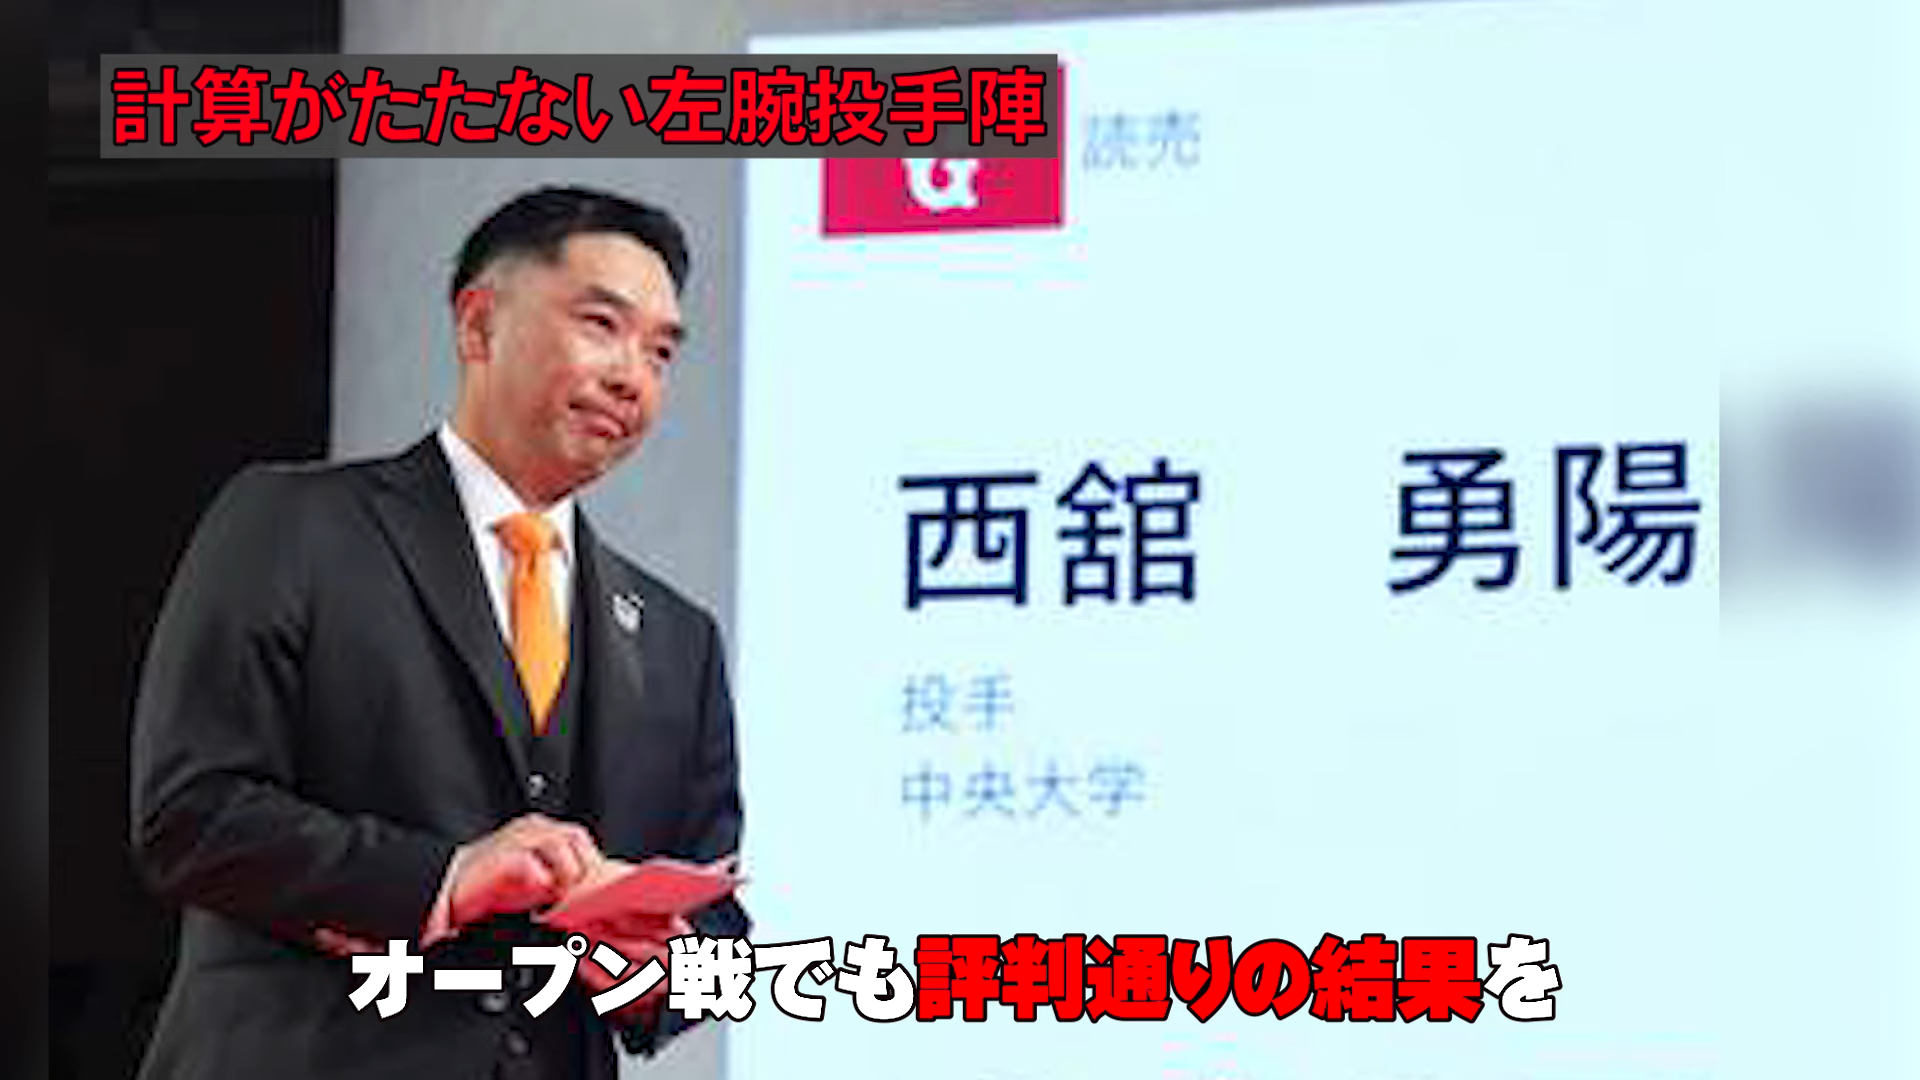 計算がたたない左腕投手陣
G
読売
西舘 勇陽
投手
中央大学
オープン戦でも評判通りの結果を